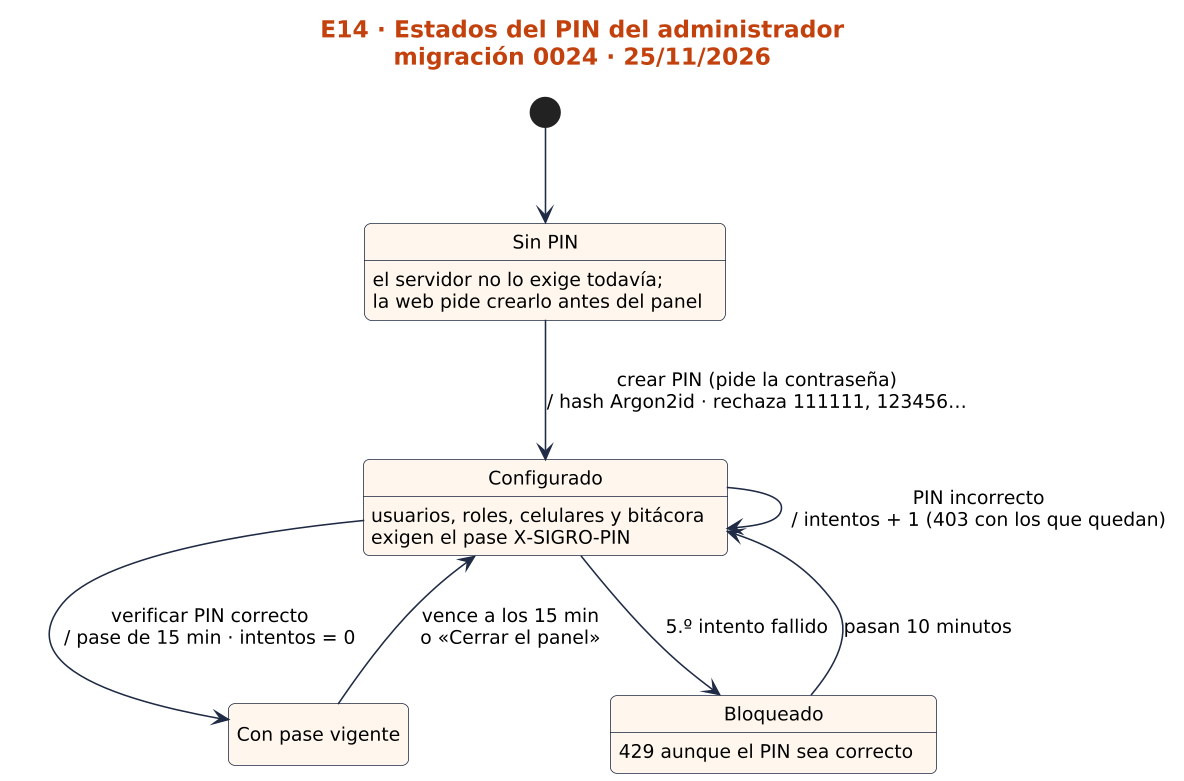 E14 · Estados del PIN del administrador
migración 0024 · 25/11/2026
Sin PIN
el servidor no lo exige todavía;
la web pide crearlo antes del panel
crear PIN (pide la contraseña)
/ hash Argon2id · rechaza 111111, 123456…
Configurado
usuarios, roles, celulares y bitácora
exigen el pase X-SIGRO-PIN
PIN incorrecto
/ intentos + 1 (403 con los que quedan)
verificar PIN correcto
/ pase de 15 min · intentos = 0
vence a los 15 min
o «Cerrar el panel»
5.º intento fallido
pasan 10 minutos
Con pase vigente
Bloqueado
429 aunque el PIN sea correcto